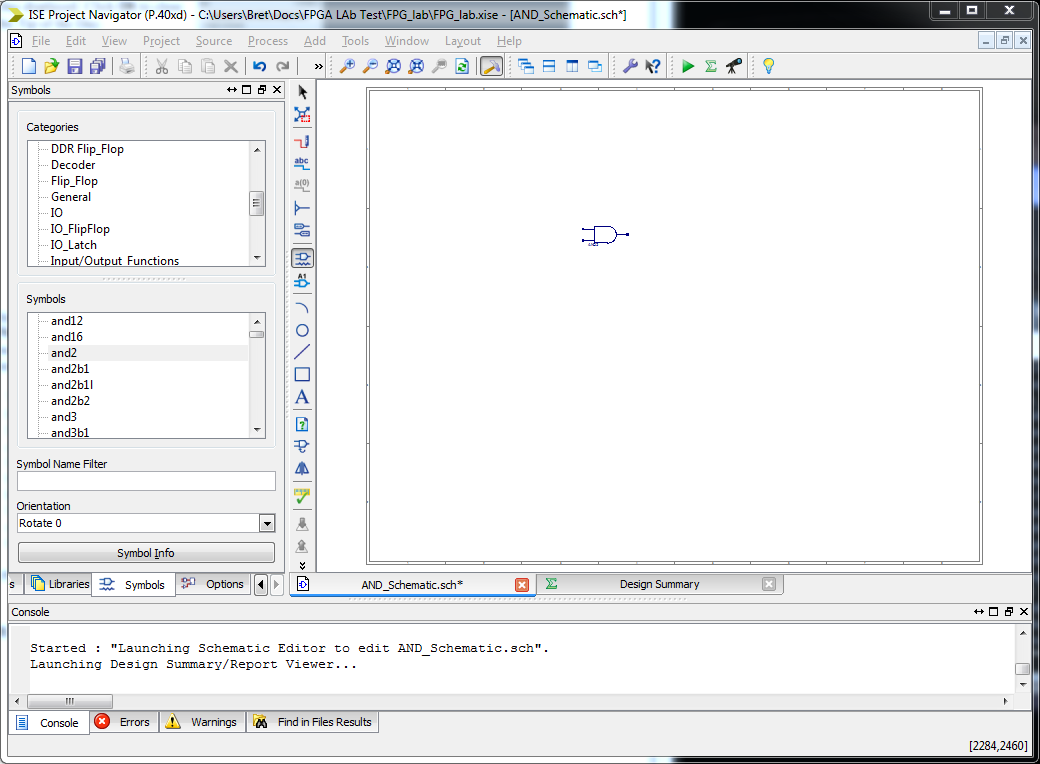 ISE Project Navigator (P.40xd) - C:\Users\Bret\Docs\FPGA LAb Test\FPG_lab\FPG_lab.xise - [AND_Schematic.sch*]
File Edit View Project Source Process Add Tools Window Layout Help
»
Symbols
Categories
DDR Flip_Flop
Decoder
Flip_Flop
General
IO
IO_FlipFlop
IO_Latch
Input/Output Functions
Symbols
and12
and16
and2
and2b1
and2b1l
and2b2
and3
and3b1
Symbol Name Filter
Orientation
Rotate 0
Symbol Info
abc
a(0)
A1
A
?
s Libraries Symbols Options
AND_Schematic.sch* Design Summary
Console
Started : "Launching Schematic Editor to edit AND_Schematic.sch".
Launching Design Summary/Report Viewer...
Console Errors Warnings Find in Files Results
[2284,2460]